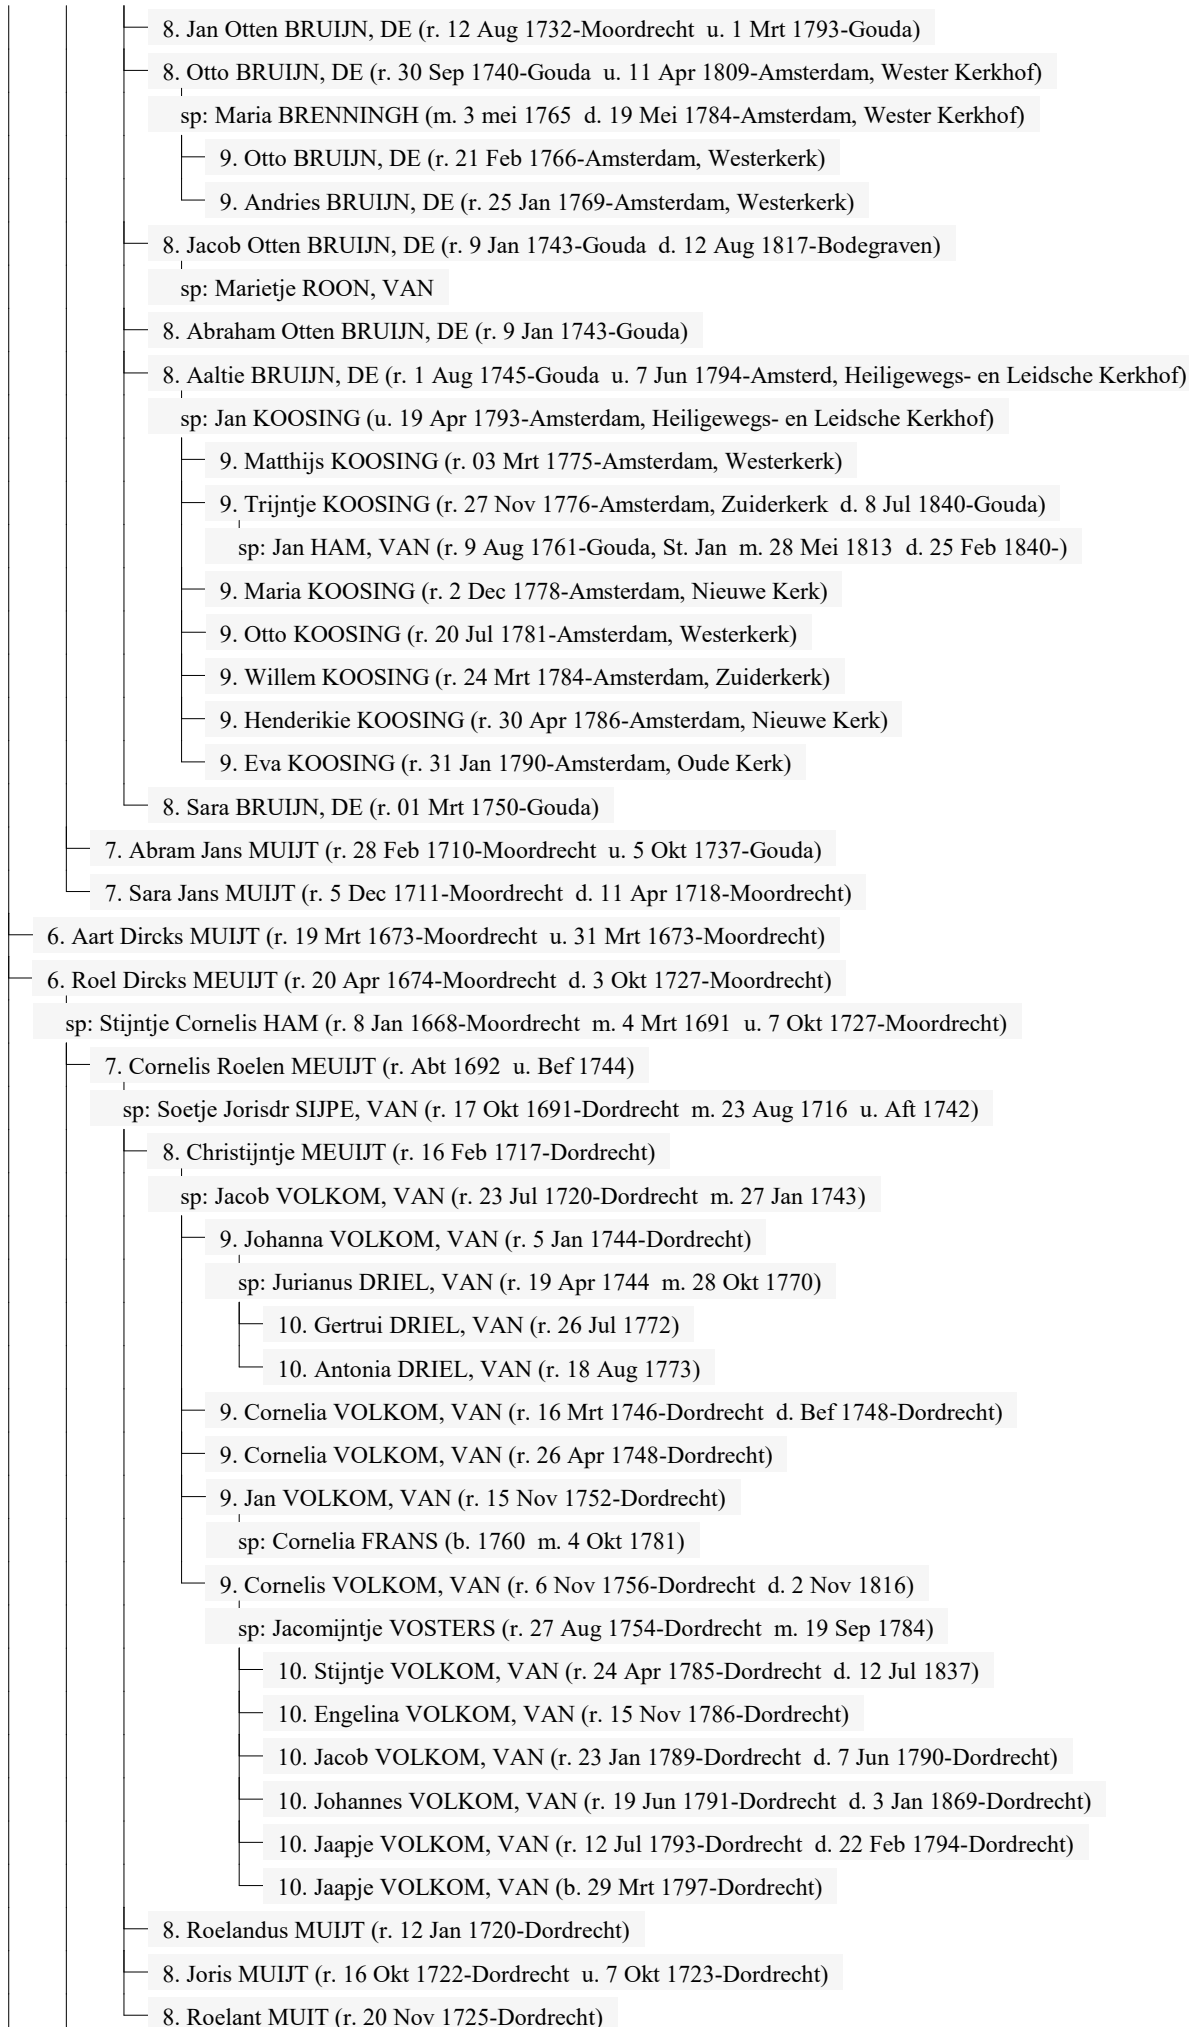 8. Jan Otten BRUIJN, DE (r. 12 Aug 1732-Moordrecht u. 1 Mrt 1793-Gouda)
8. Otto BRUIJN, DE (r. 30 Sep 1740-Gouda u. 11 Apr 1809-Amsterdam, Wester Kerkhof)
sp: Maria BRENNINGH (m. 3 mei 1765 d. 19 Mei 1784-Amsterdam, Wester Kerkhof)
9. Otto BRUIJN, DE (r. 21 Feb 1766-Amsterdam, Westerkerk)
9. Andries BRUIJN, DE (r. 25 Jan 1769-Amsterdam, Westerkerk)
8. Jacob Otten BRUIJN, DE (r. 9 Jan 1743-Gouda d. 12 Aug 1817-Bodegraven)
sp: Marietje ROON, VAN
8. Abraham Otten BRUIJN, DE (r. 9 Jan 1743-Gouda)
8. Aaltie BRUIJN, DE (r. 1 Aug 1745-Gouda u. 7 Jun 1794-Amsterd, Heiligewegs- en Leidsche Kerkhof)
sp: Jan KOOSING (u. 19 Apr 1793-Amsterdam, Heiligewegs- en Leidsche Kerkhof)
9. Matthijs KOOSING (r. 03 Mrt 1775-Amsterdam, Westerkerk)
9. Trijntje KOOSING (r. 27 Nov 1776-Amsterdam, Zuiderkerk d. 8 Jul 1840-Gouda)
sp: Jan HAM, VAN (r. 9 Aug 1761-Gouda, St. Jan m. 28 Mei 1813 d. 25 Feb 1840-)
9. Maria KOOSING (r. 2 Dec 1778-Amsterdam, Nieuwe Kerk)
9. Otto KOOSING (r. 20 Jul 1781-Amsterdam, Westerkerk)
9. Willem KOOSING (r. 24 Mrt 1784-Amsterdam, Zuiderkerk)
9. Henderikie KOOSING (r. 30 Apr 1786-Amsterdam, Nieuwe Kerk)
9. Eva KOOSING (r. 31 Jan 1790-Amsterdam, Oude Kerk)
8. Sara BRUIJN, DE (r. 01 Mrt 1750-Gouda)
7. Abram Jans MUIJT (r. 28 Feb 1710-Moordrecht u. 5 Okt 1737-Gouda)
7. Sara Jans MUIJT (r. 5 Dec 1711-Moordrecht d. 11 Apr 1718-Moordrecht)
6. Aart Dircks MUIJT (r. 19 Mrt 1673-Moordrecht u. 31 Mrt 1673-Moordrecht)
6. Roel Dircks MEUIJT (r. 20 Apr 1674-Moordrecht d. 3 Okt 1727-Moordrecht)
sp: Stijntje Cornelis HAM (r. 8 Jan 1668-Moordrecht m. 4 Mrt 1691 u. 7 Okt 1727-Moordrecht)
7. Cornelis Roelen MEUIJT (r. Abt 1692 u. Bef 1744)
sp: Soetje Jorisdr SIJPE, VAN (r. 17 Okt 1691-Dordrecht m. 23 Aug 1716 u. Aft 1742)
8. Christijntje MEUIJT (r. 16 Feb 1717-Dordrecht)
sp: Jacob VOLKOM, VAN (r. 23 Jul 1720-Dordrecht m. 27 Jan 1743)
9. Johanna VOLKOM, VAN (r. 5 Jan 1744-Dordrecht)
sp: Jurianus DRIEL, VAN (r. 19 Apr 1744 m. 28 Okt 1770)
10. Gertrui DRIEL, VAN (r. 26 Jul 1772)
10. Antonia DRIEL, VAN (r. 18 Aug 1773)
9. Cornelia VOLKOM, VAN (r. 16 Mrt 1746-Dordrecht d. Bef 1748-Dordrecht)
9. Cornelia VOLKOM, VAN (r. 26 Apr 1748-Dordrecht)
9. Jan VOLKOM, VAN (r. 15 Nov 1752-Dordrecht)
sp: Cornelia FRANS (b. 1760 m. 4 Okt 1781)
9. Cornelis VOLKOM, VAN (r. 6 Nov 1756-Dordrecht d. 2 Nov 1816)
sp: Jacomijntje VOSTERS (r. 27 Aug 1754-Dordrecht m. 19 Sep 1784)
10. Stijntje VOLKOM, VAN (r. 24 Apr 1785-Dordrecht d. 12 Jul 1837)
10. Engelina VOLKOM, VAN (r. 15 Nov 1786-Dordrecht)
10. Jacob VOLKOM, VAN (r. 23 Jan 1789-Dordrecht d. 7 Jun 1790-Dordrecht)
10. Johannes VOLKOM, VAN (r. 19 Jun 1791-Dordrecht d. 3 Jan 1869-Dordrecht)
10. Jaapje VOLKOM, VAN (r. 12 Jul 1793-Dordrecht d. 22 Feb 1794-Dordrecht)
10. Jaapje VOLKOM, VAN (b. 29 Mrt 1797-Dordrecht)
8. Roelandus MUIJT (r. 12 Jan 1720-Dordrecht)
8. Joris MUIJT (r. 16 Okt 1722-Dordrecht u. 7 Okt 1723-Dordrecht)
8. Roelant MUIT (r. 20 Nov 1725-Dordrecht)